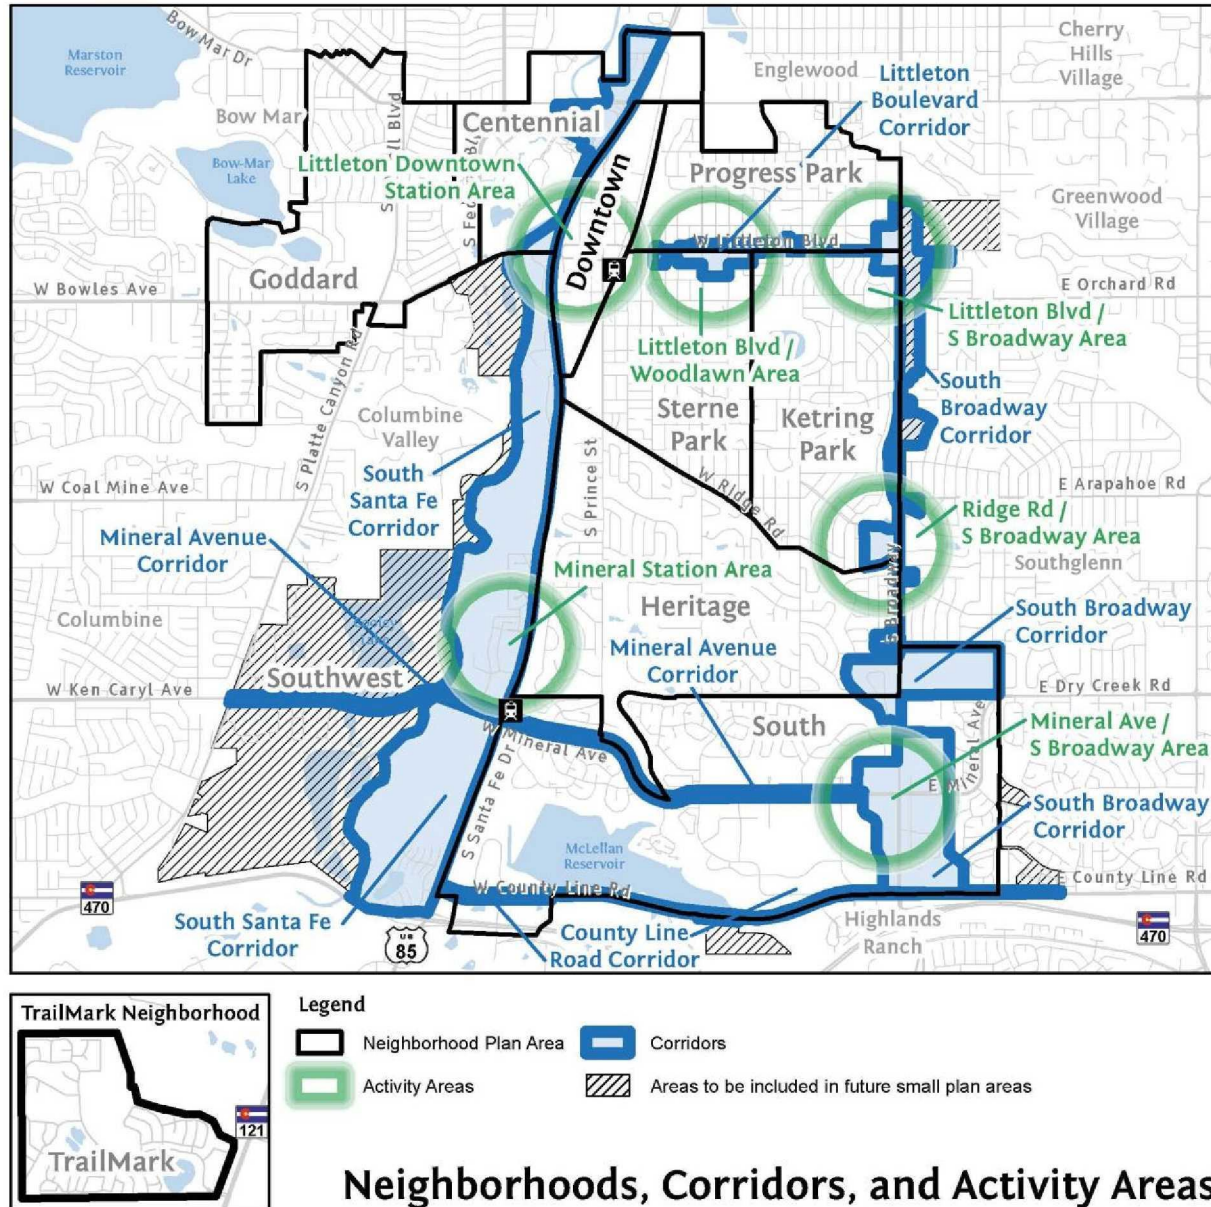 Bow Mar Dr
Marston
Reservoir
Cherry
Hills
Village
Englewood
Littleton
Boulevard
Corridor
Bow Mar
Centennial
Bow-Mar
Lake
Littleton Downtown
Station Area
Downtown
Progress Park
Greenwood
Village
W Littleton Blvd
Goddard
W Bowles Ave
E Orchard Rd
Littleton Blvd /
S Broadway Area
Littleton Blvd /
Woodlawn Area
S Platte Canyon Rd
Columbine
Valley
Sterne
Park
Ketring
Park
South
Broadway
Corridor
South
Santa Fe
Corridor
S Prince St
W Ridge Rd
W Coal Mine Ave
E Arapahoe Rd
Mineral Avenue
Corridor
Ridge Rd /
S Broadway Area
Southglenn
Mineral Station Area
Heritage
S Broadway
Columbine
South Broadway
Corridor
Mineral Avenue
Corridor
Southwest
W Ken Caryl Ave
E Dry Creek Rd
South
W Mineral Ave
E Mineral Ave
Mineral Ave /
S Broadway Area
S Santa Fe Dr
South Broadway
Corridor
McLellan
Reservoir
W County Line Rd
E County Line Rd
470
South Santa Fe
Corridor
US
85
County Line
Road Corridor
Highlands
Ranch
470
TrailMark Neighborhood
121
TrailMark
Legend
Neighborhood Plan Area
Corridors
Activity Areas
Areas to be included in future small plan areas
Neighborhoods, Corridors, and Activity Areas